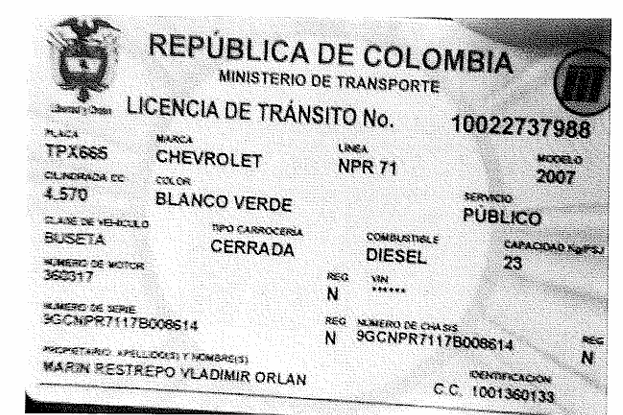 REPÚBLICA DE COLOMBIA
MINISTERIO DE TRANSPORTE
Libertad y Orden
LICENCIA DE TRÁNSITO No. 10022737988
PLACA MARCA LINEA MODELO
TPX665 CHEVROLET NPR 71 2007
CILINDRADA CC COLOR SERVICIO
4.570 BLANCO VERDE PÚBLICO
CLASE DE VEHICULO TIPO CARROCERIA COMBUSTIBLE CAPACIDAD Kg/PSJ
BUSETA CERRADA DIESEL 23
NUMERO DE MOTOR REG VIN
360317 N ******
NUMERO DE SERIE REG NUMERO DE CHASIS REG
9GCNPR7117B008614 N 9GCNPR7117B008614 N
PROPIETARIO: APELLIDO(S) Y NOMBRE(S) IDENTIFICACION
MARIN RESTREPO VLADIMIR ORLAN C.C. 1001360133